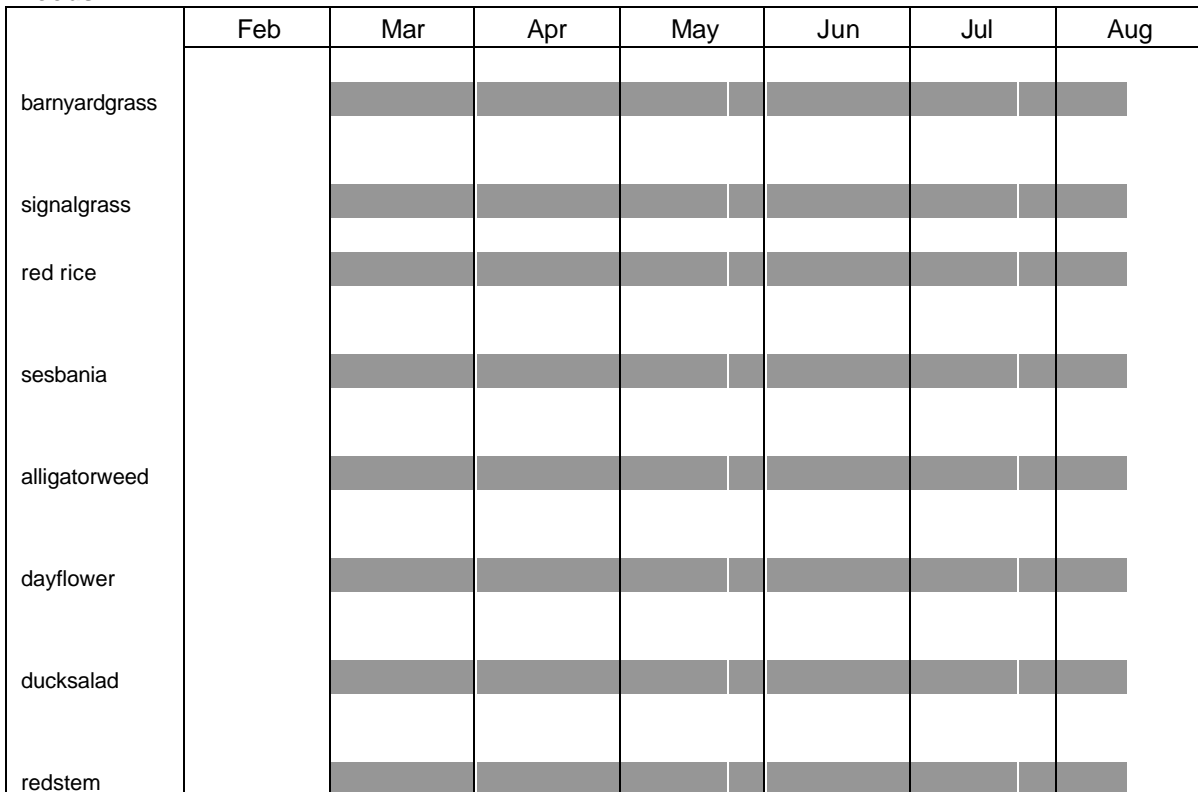 Feb Mar Apr May Jun Jul Aug
barnyardgrass
signalgrass
red rice
sesbania
alligatorweed
dayflower
ducksalad
redstem